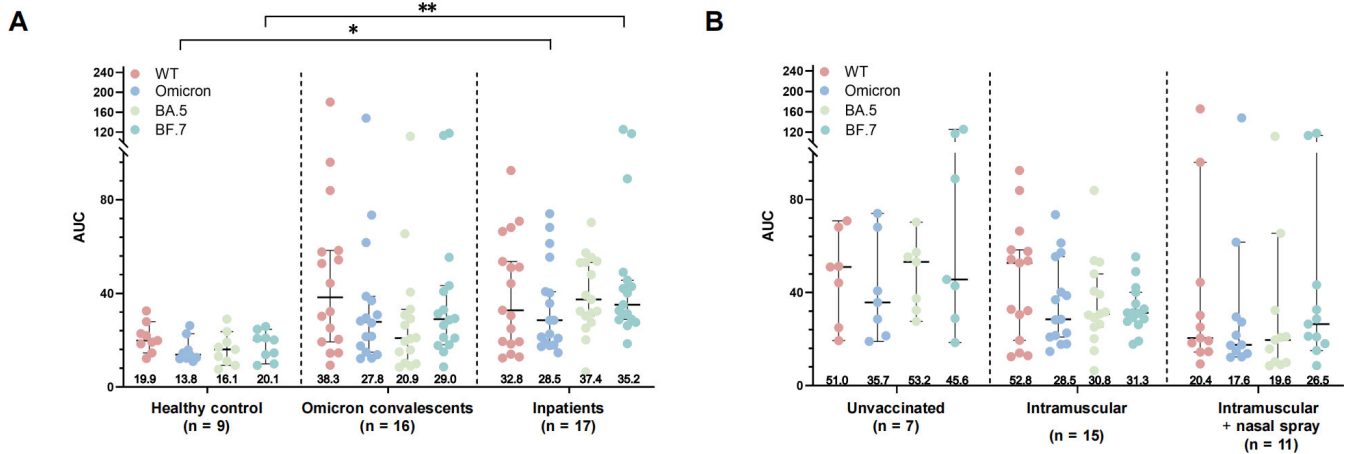 A
**
*
AUC
240
200
160
120
80
40
0
WT
Omicron
BA.5
BF.7
19.9 13.8 16.1 20.1 38.3 27.8 20.9 29.0 32.8 28.5 37.4 35.2
Healthy control Omicron convalescents Inpatients
(n = 9) (n = 16) (n = 17)
B
AUC
240
200
160
120
80
40
0
WT
Omicron
BA.5
BF.7
51.0 35.7 53.2 45.6 52.8 28.5 30.8 31.3 20.4 17.6 19.6 26.5
Unvaccinated Intramuscular Intramuscular
(n = 7) + nasal spray
(n = 15) (n = 11)